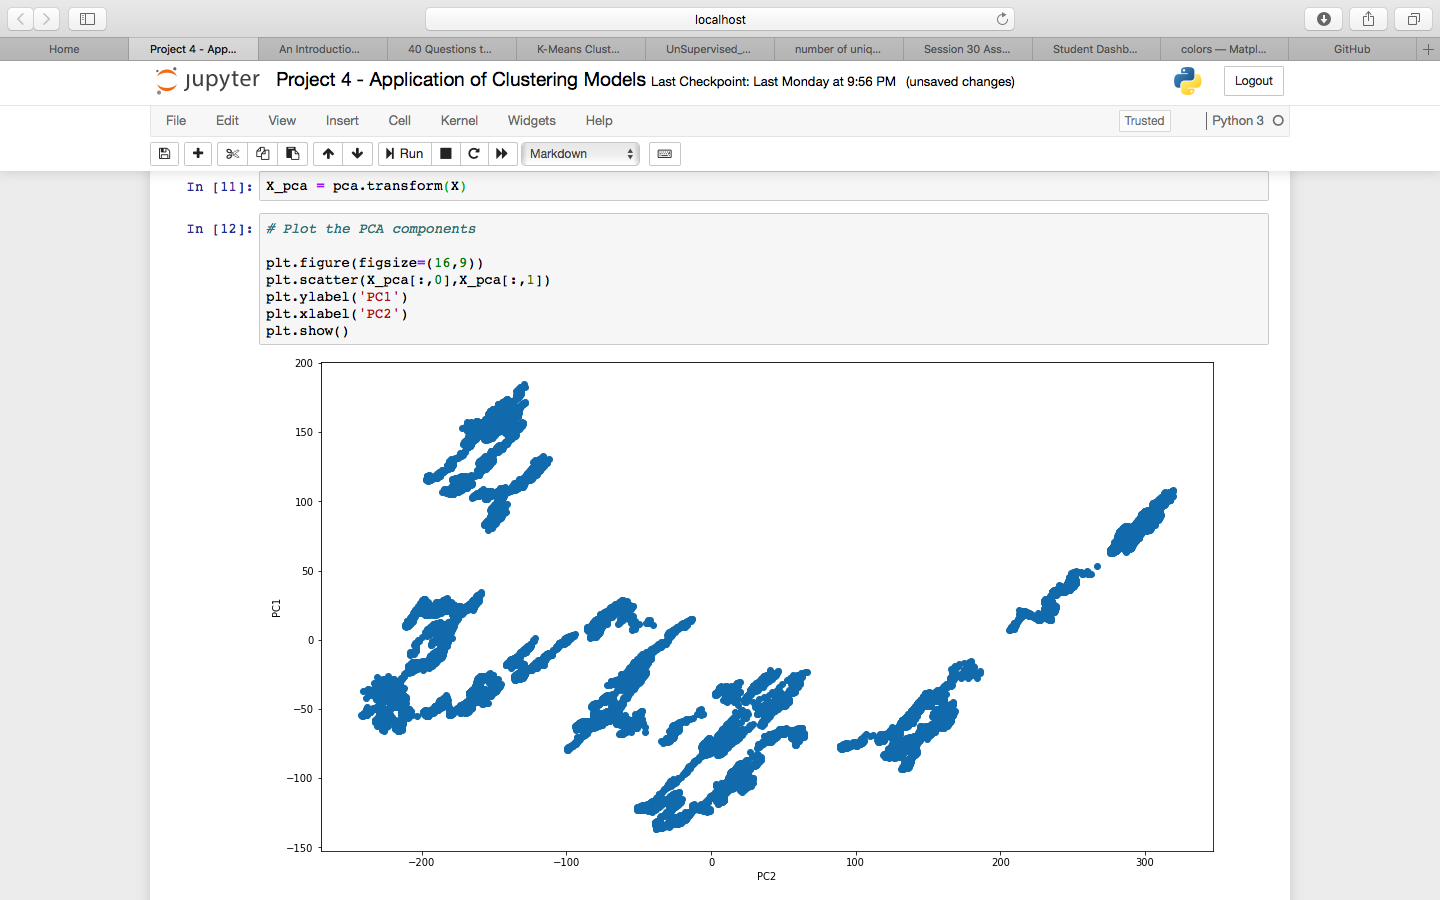 localhost
Home
Project 4 - App...
An Introductio...
40 Questions t...
K-Means Clust...
UnSupervised_...
number of uniq...
Session 30 Ass...
Student Dashb...
colors — Matpl...
GitHub
jupyter Project 4 - Application of Clustering Models Last Checkpoint: Last Monday at 9:56 PM (unsaved changes)
Logout
File Edit View Insert Cell Kernel Widgets Help
Trusted
Python 3
Run
Markdown
In [11]: X_pca = pca.transform(X)
In [12]: # Plot the PCA components
plt.figure(figsize=(16,9))
plt.scatter(X_pca[:,0],X_pca[:,1])
plt.ylabel('PC1')
plt.xlabel('PC2')
plt.show()
200
150
100
50
0
−50
−100
−150
PC1
−200 −100 0 100 200 300
PC2